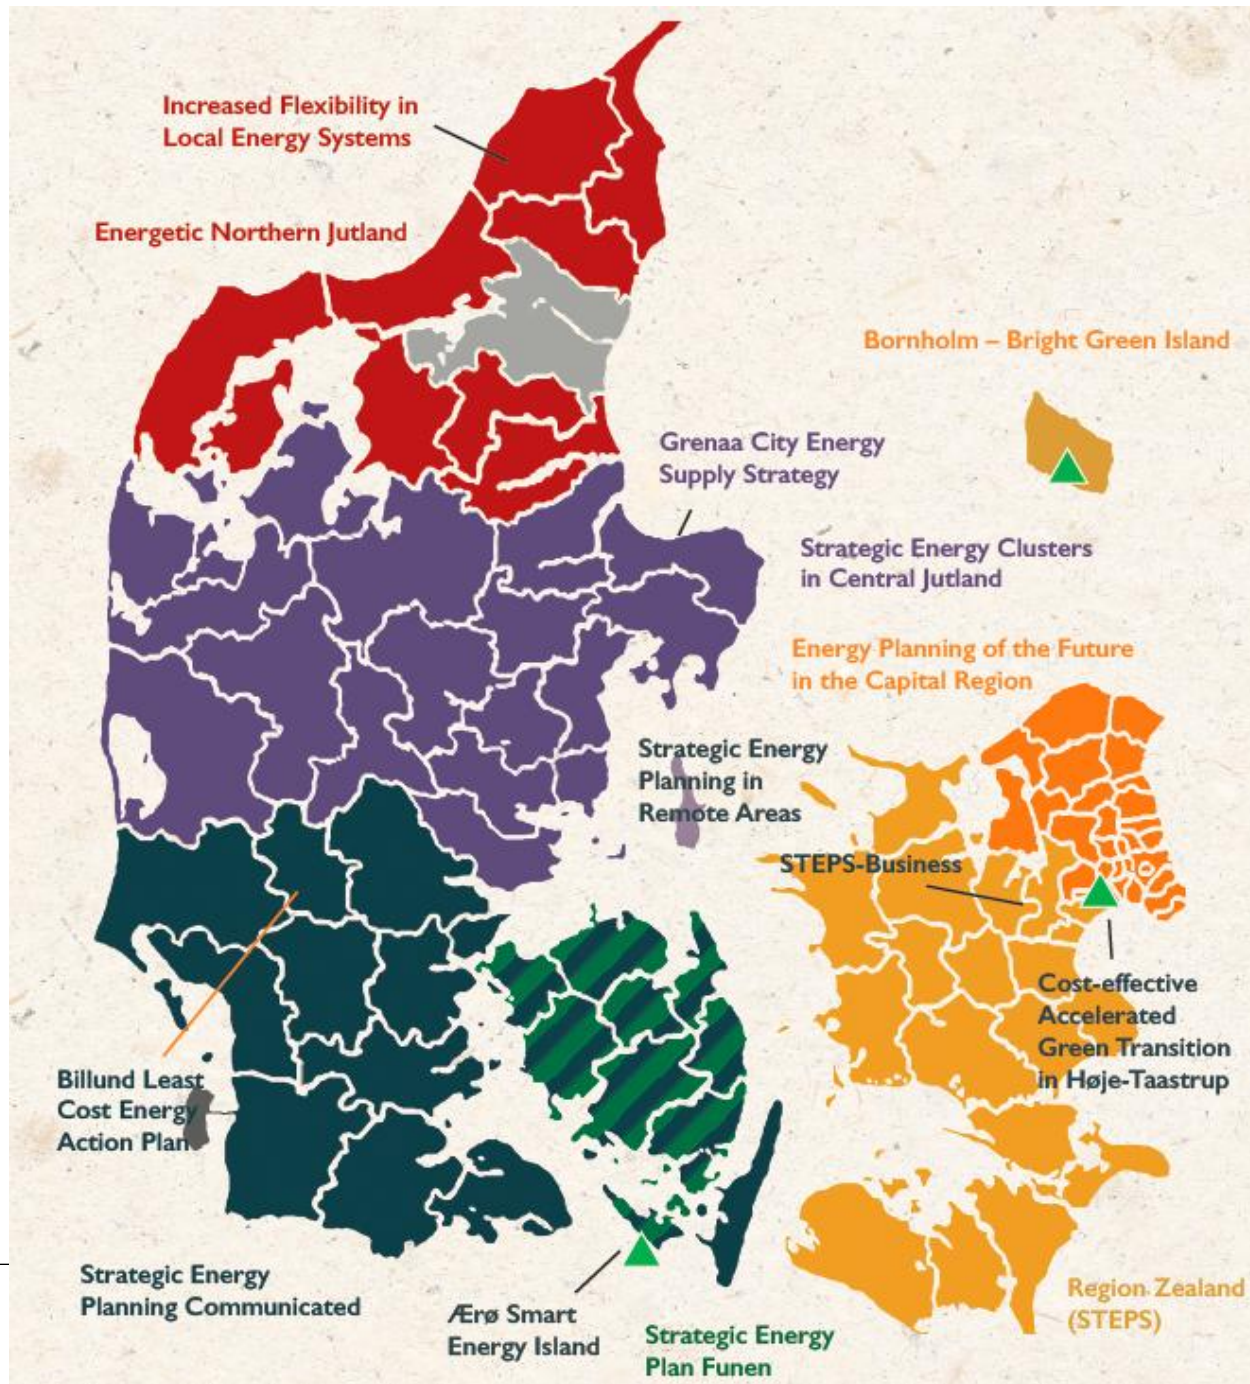 Increased Flexibility in
Local Energy Systems
Energetic Northern Jutland
Bornholm – Bright Green Island
Grenaa City Energy
Supply Strategy
Strategic Energy Clusters
in Central Jutland
Energy Planning of the Future
in the Capital Region
Strategic Energy
Planning in
Remote Areas
STEPS-Business
Cost-effective
Accelerated
Green Transition
in Høje-Taastrup
Billund Least
Cost Energy
Action Plan
Strategic Energy
Planning Communicated
Ærø Smart
Energy Island
Strategic Energy
Plan Funen
Region Zealand
(STEPS)